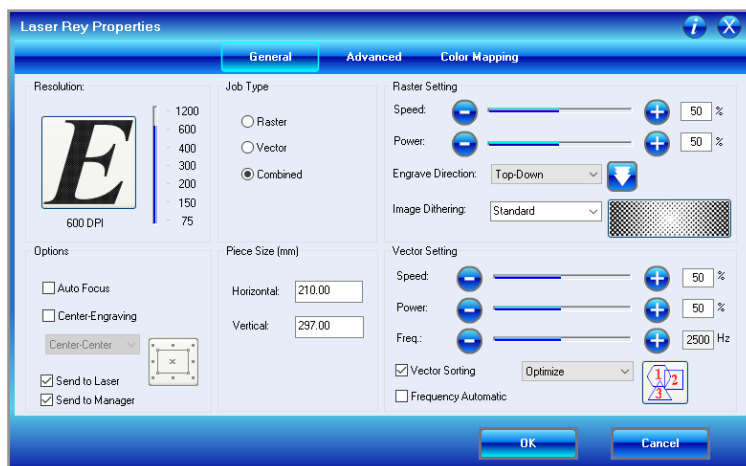 Laser Rey Properties
i X
General Advanced Color Mapping
Resolution:
E
1200
600
400
300
200
150
75
600 DPI
Job Type
Raster
Vector
Combined
Raster Setting
Speed: - + 50 %
Power: - + 50 %
Engrave Direction: Top-Down
Image Dithering: Standard
Options
Auto Focus
Center-Engraving
Center-Center
Send to Laser
Send to Manager
Piece Size (mm)
Horizontal: 210.00
Vertical: 297.00
Vector Setting
Speed: - + 50 %
Power: - + 50 %
Freq.: - + 2500 Hz
Vector Sorting Optimize
1 2
3
Frequency Automatic
OK Cancel